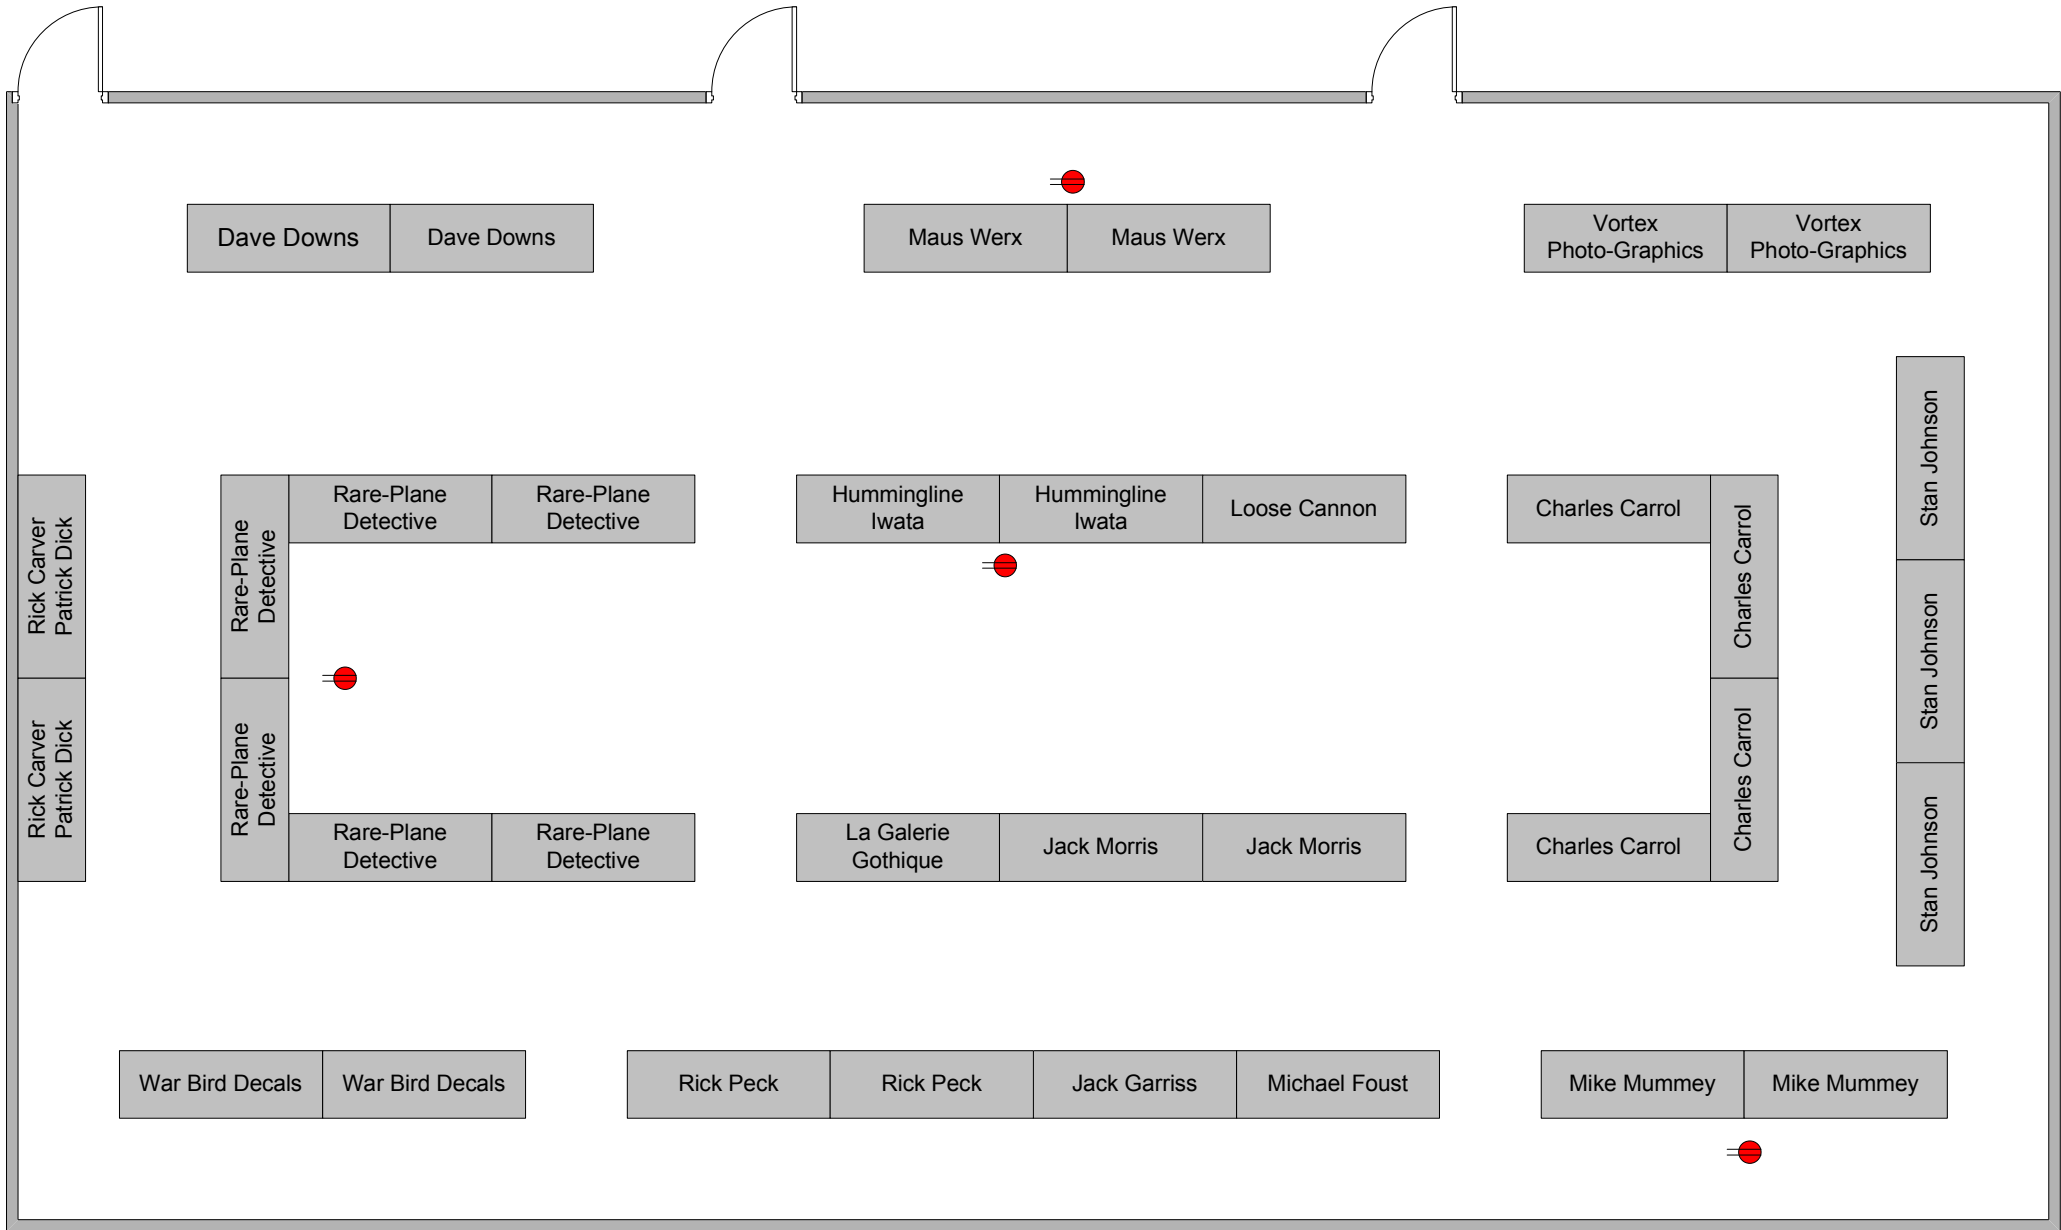 Dave Downs
Dave Downs
Maus Werx
Maus Werx
Vortex
Photo-Graphics
Vortex
Photo-Graphics
Rick Carver
Patrick Dick
Rick Carver
Patrick Dick
Rare-Plane
Detective
Rare-Plane
Detective
Rare-Plane
Detective
Rare-Plane
Detective
Rare-Plane
Detective
Rare-Plane
Detective
Hummingline
Iwata
Hummingline
Iwata
Loose Cannon
La Galerie
Gothique
Jack Morris
Jack Morris
Charles Carrol
Charles Carrol
Charles Carrol
Charles Carrol
Stan Johnson
Stan Johnson
Stan Johnson
War Bird Decals
War Bird Decals
Rick Peck
Rick Peck
Jack Garriss
Michael Foust
Mike Mummey
Mike Mummey